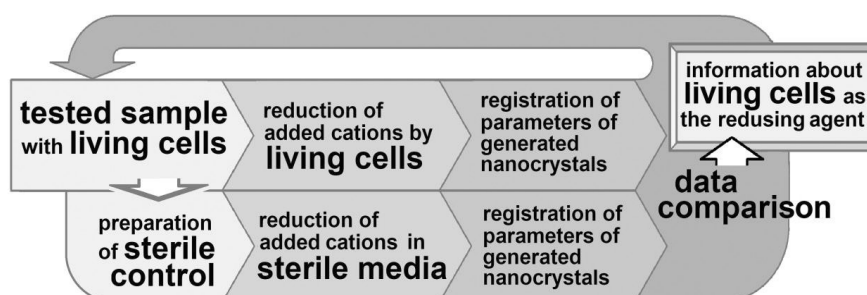 tested sample
with living cells
reduction of
added cations by
living cells
registration of
parameters of
generated
nanocrystals
information about
living cells as
the redusing agent
preparation
of sterile
control
reduction of
added cations in
sterile media
registration of
parameters of
generated
nanocrystals
data
comparison